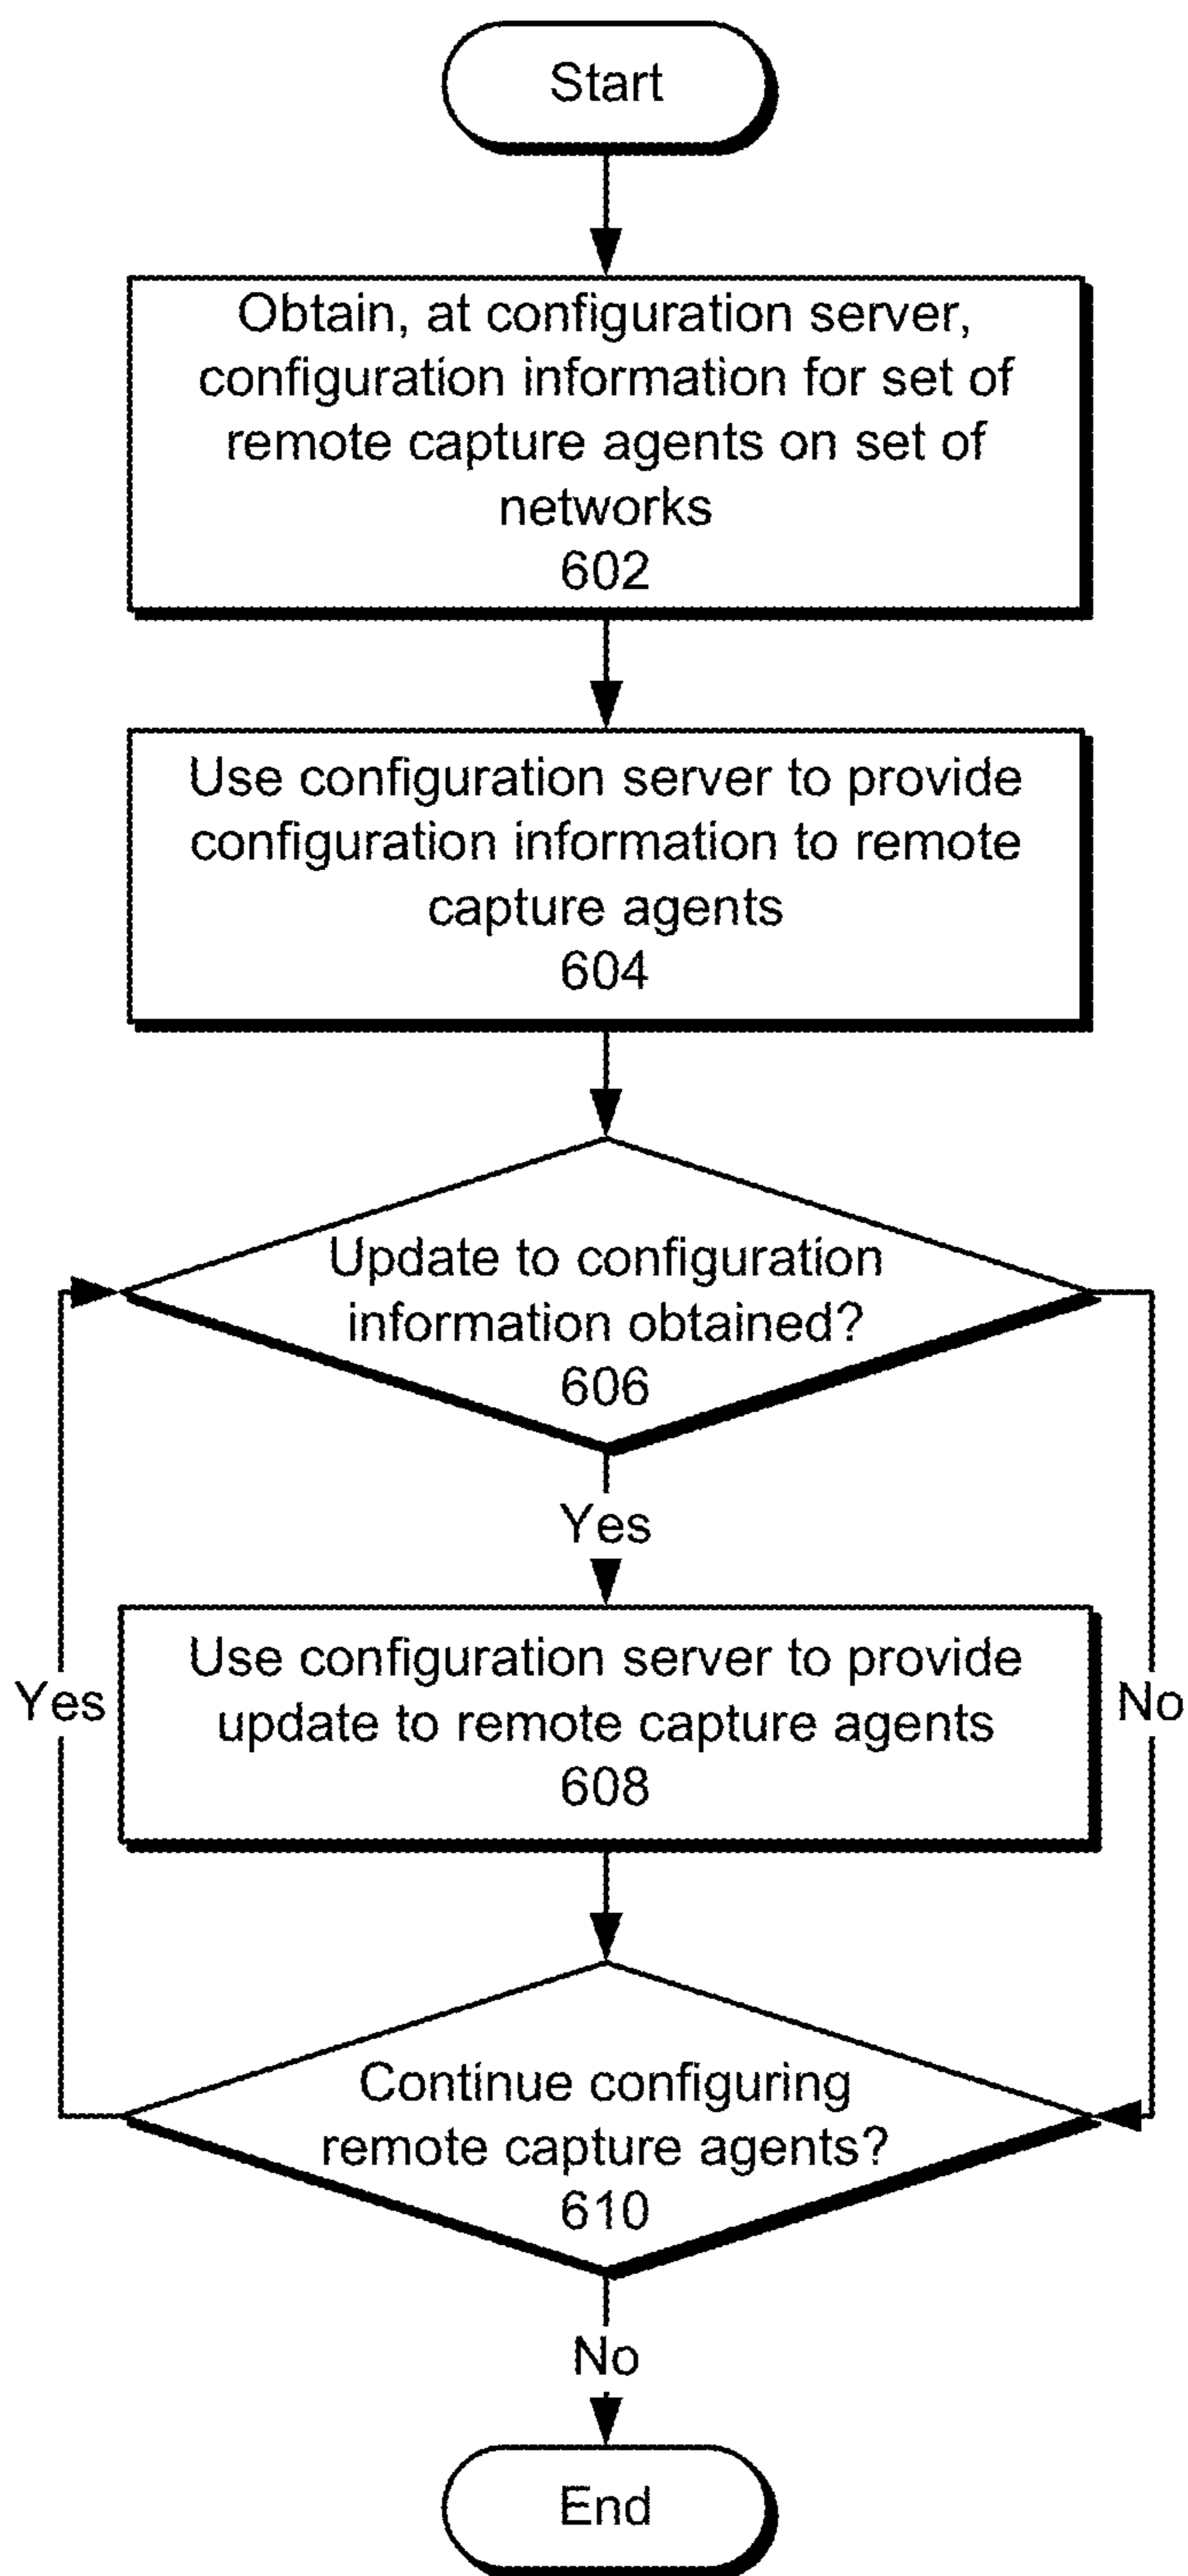 Start
Obtain, at configuration server,
configuration information for set of
remote capture agents on set of
networks
602
Use configuration server to provide
configuration information to remote
capture agents
604
Update to configuration
information obtained?
606
Yes
Use configuration server to provide
update to remote capture agents
608
Yes
No
Continue configuring
remote capture agents?
610
No
End